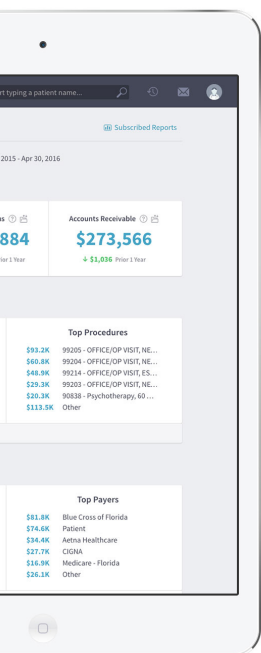 rt typing a patient name...
Subscribed Reports
2015 - Apr 30, 2016
Accounts Receivable
884 $273,566
ior 1 Year ↓ $1,036 Prior 1 Year
Top Procedures
$93.2K 99205 - OFFICE/OP VISIT, NE...
$60.8K 99204 - OFFICE/OP VISIT, NE...
$48.9K 99214 - OFFICE/OP VISIT, ES...
$29.3K 99203 - OFFICE/OP VISIT, NE...
$20.3K 90838 - Psychotherapy, 60 ...
$113.5K Other
Top Payers
$81.8K Blue Cross of Florida
$74.6K Patient
$34.4K Aetna Healthcare
$27.7K CIGNA
$16.9K Medicare - Florida
$26.1K Other